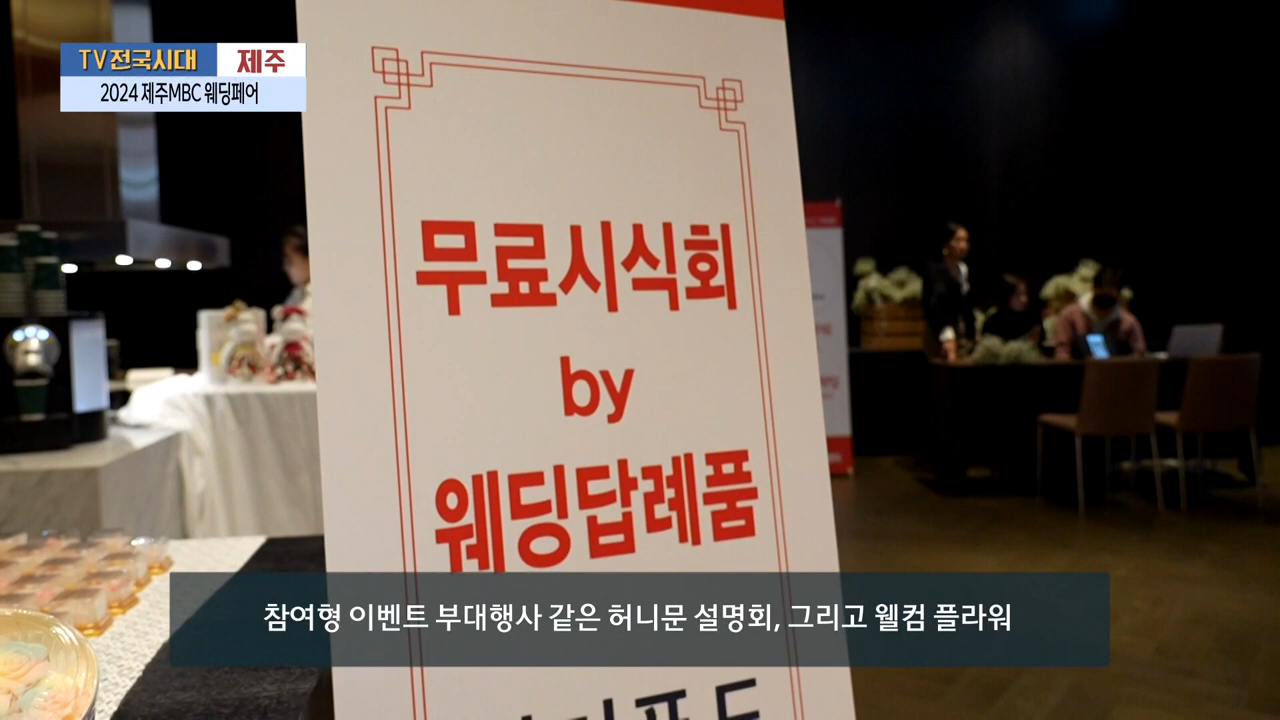 TV전국시대 제주
2024 제주MBC 웨딩페어
무료시식회
by
웨딩답례품
참여형 이벤트 부대행사 같은 허니문 설명회, 그리고 웰컴 플라워